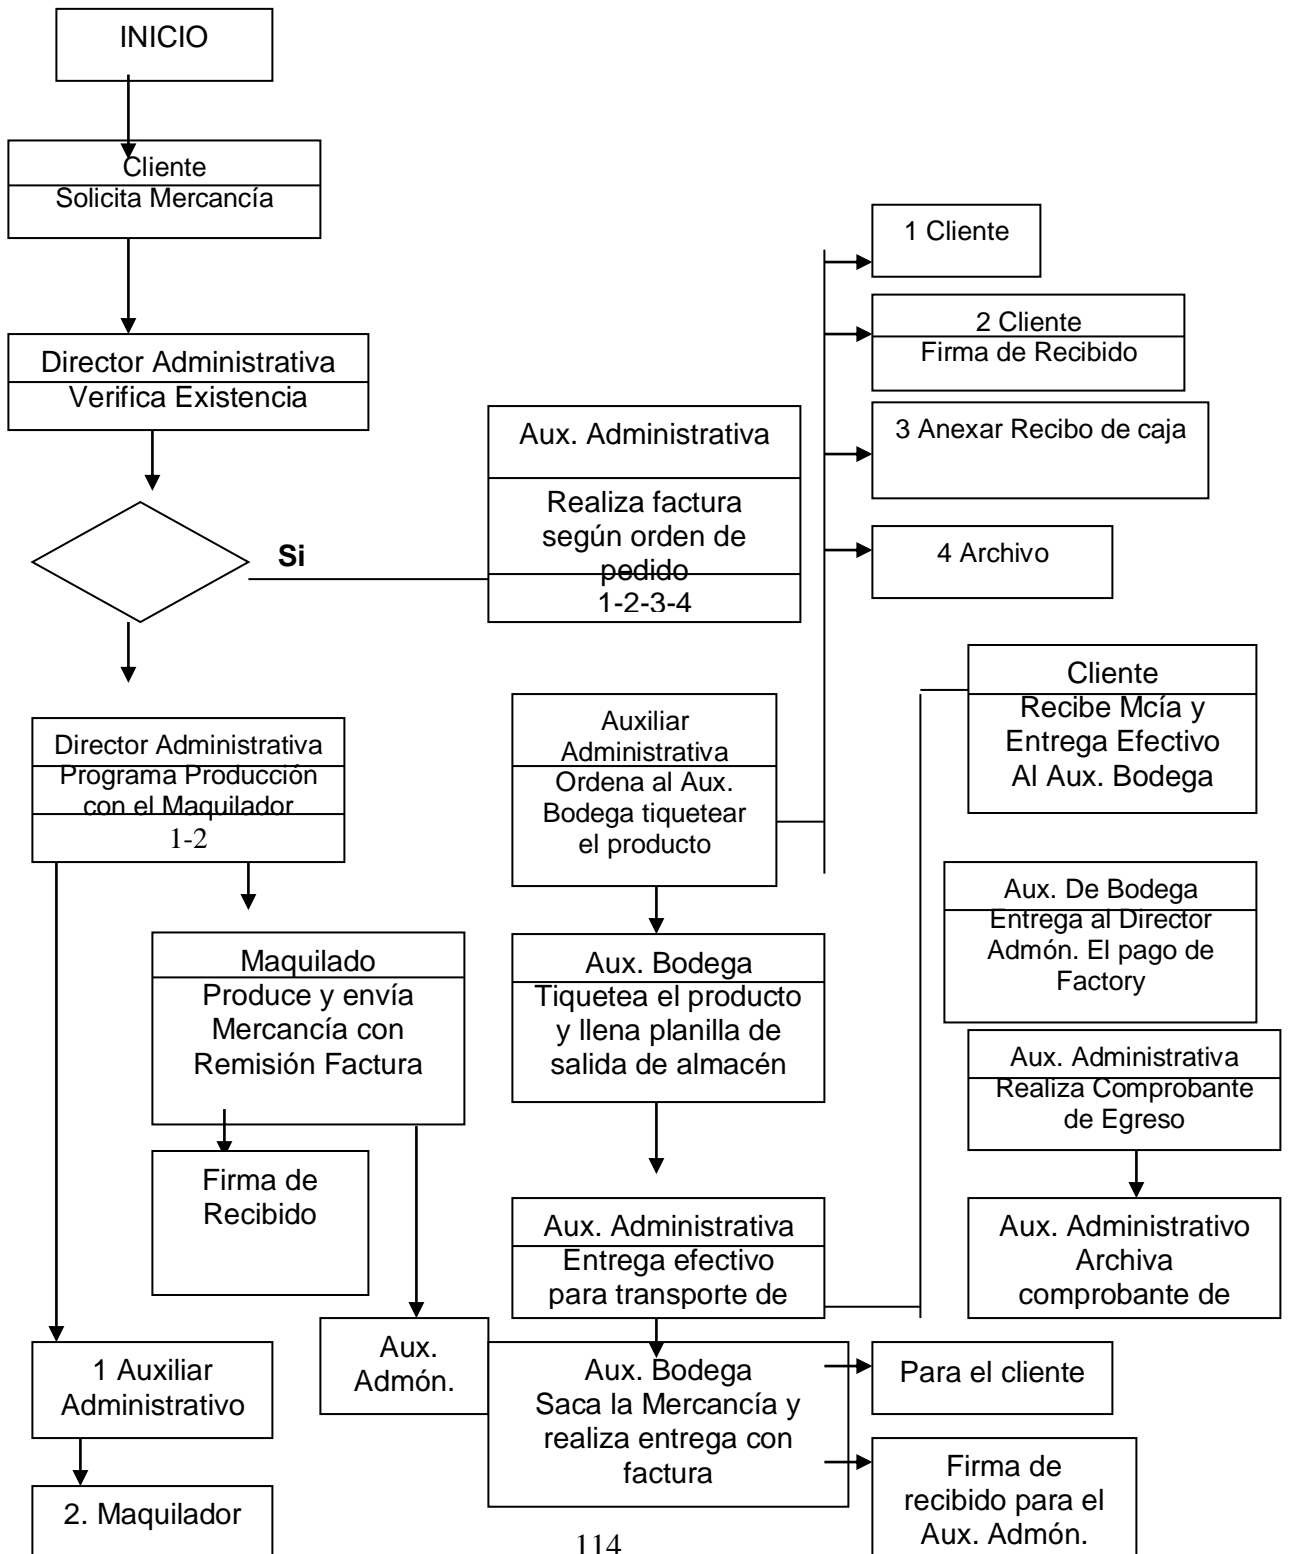 INICIO
Cliente
Solicita Mercancía
Director Administrativa
Verifica Existencia
Si
Aux. Administrativa
Realiza factura
según orden de
pedido
1-2-3-4
1 Cliente
2 Cliente
Firma de Recibido
3 Anexar Recibo de caja
4 Archivo
Director Administrativa
Programa Producción
con el Maquilador
1-2
Auxiliar
Administrativa
Ordena al Aux.
Bodega tiquetear
el producto
Cliente
Recibe Mcía y
Entrega Efectivo
Al Aux. Bodega
Maquilado
Produce y envía
Mercancía con
Remisión Factura
Aux. Bodega
Tiquetea el producto
y llena planilla de
salida de almacén
Aux. De Bodega
Entrega al Director
Admón. El pago de
Factory
Aux. Administrativa
Realiza Comprobante
de Egreso
Firma de
Recibido
Aux. Administrativa
Entrega efectivo
para transporte de
Aux. Administrativo
Archiva
comprobante de
1 Auxiliar
Administrativo
Aux.
Admón.
Aux. Bodega
Saca la Mercancía y
realiza entrega con
factura
Para el cliente
2. Maquilador
Firma de
recibido para el
Aux. Admón.
114